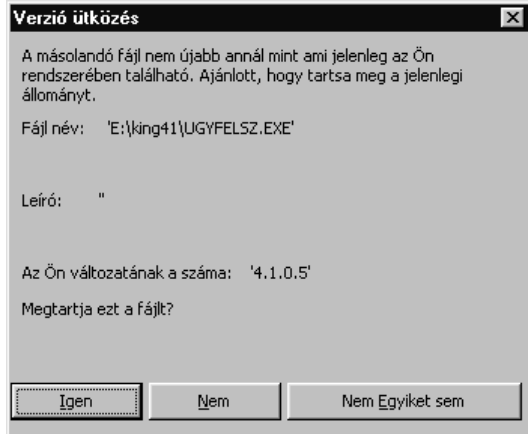 Verzió ütközés
A másolandó fájl nem újabb annál mint ami jelenleg az Ön
rendszerében található. Ajánlott, hogy tartsa meg a jelenlegi
állományt.
Fájl név: 'E:\king41\UGYFELSZ.EXE'
Leíró: ''
Az Ön változatának a száma: '4.1.0.5'
Megtartja ezt a fájlt?
Igen Nem Nem Egyiket sem